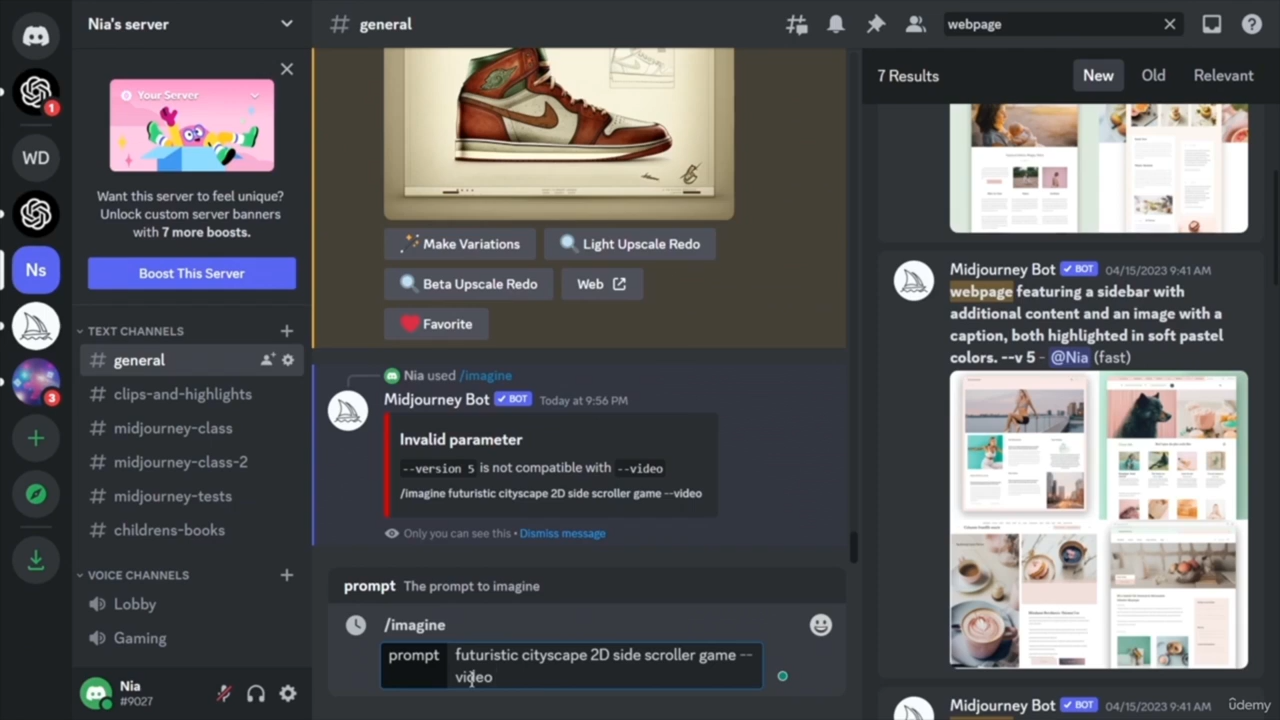 Nia's server
general
webpage
Your Server
1
WD
Want this server to feel unique?
Unlock custom server banners
with 7 more boosts.
Ns
Boost This Server
TEXT CHANNELS
general
clips-and-highlights
3
midjourney-class
midjourney-class-2
midjourney-tests
childrens-books
VOICE CHANNELS
Lobby
Gaming
Nia
#9027
Make Variations
Light Upscale Redo
Beta Upscale Redo
Web
Favorite
Nia used /imagine
Midjourney Bot BOT Today at 9:56 PM
Invalid parameter
--version 5 is not compatible with --video
/imagine futuristic cityscape 2D side scroller game --video
Only you can see this • Dismiss message
prompt The prompt to imagine
/imagine
prompt futuristic cityscape 2D side scroller game --
video
7 Results
New
Old
Relevant
Midjourney Bot BOT 04/15/2023 9:41 AM
webpage featuring a sidebar with
additional content and an image with a
caption, both highlighted in soft pastel
colors. --v 5 - @Nia (fast)
Midjourney Bot BOT 04/15/2023 9:41 AM
ûdemy